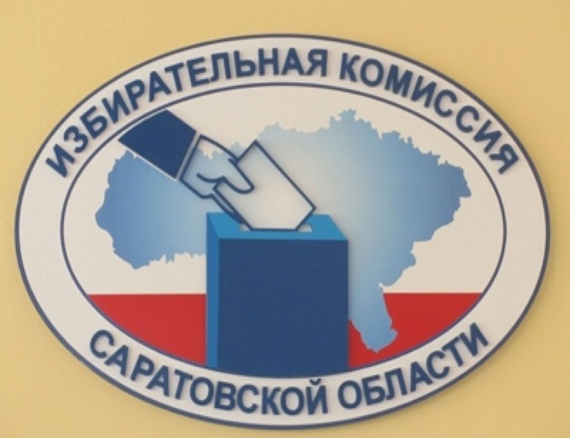 ИЗБИРАТЕЛЬНАЯ КОМИССИЯ
САРАТОВСКОЙ ОБЛАСТИ